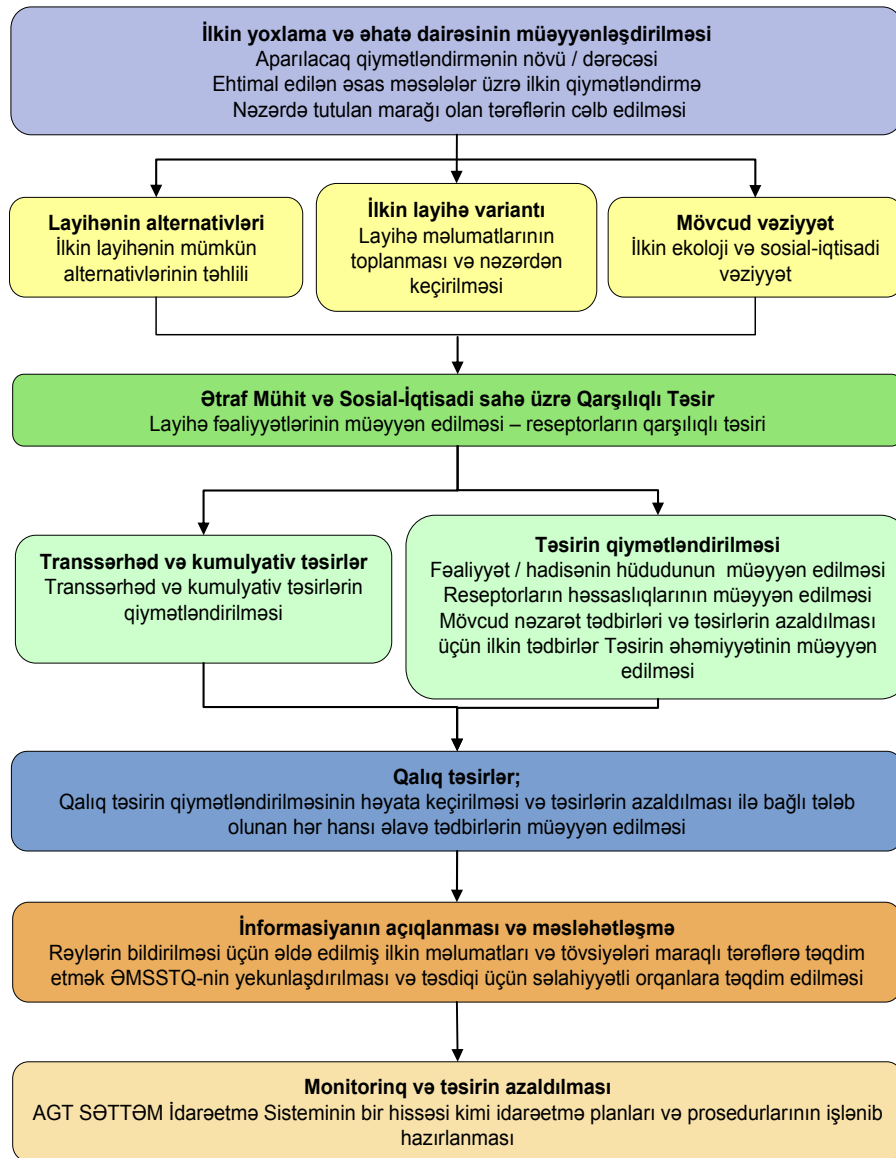 İlkin yoxlama və əhatə dairəsinin müəyyənləşdirilməsi
Aparılacaq qiymətləndirmənin növü / dərəcəsi
Ehtimal edilən əsas məsələlər üzrə ilkin qiymətləndirmə
Nəzərdə tutulan marağı olan tərəflərin cəlb edilməsi
Layihənin alternativləri
İlkin layihənin mümkün
alternativlərinin təhlili
İlkin layihə variantı
Layihə məlumatlarının
toplanması və nəzərdən
keçirilməsi
Mövcud vəziyyət
İlkin ekoloji və sosial-iqtisadi
vəziyyət
Ətraf Mühit və Sosial-İqtisadi sahə üzrə Qarşılıqlı Təsir
Layihə fəaliyyətlərinin müəyyən edilməsi – reseptorların qarşılıqlı təsiri
Transsərhəd və kumulyativ təsirlər
Transsərhəd və kumulyativ təsirlərin
qiymətləndirilməsi
Təsirin qiymətləndirilməsi
Fəaliyyət / hadisənin hüdudunun müəyyən edilməsi
Reseptorların həssaslıqlarının müəyyən edilməsi
Mövcud nəzarət tədbirləri və təsirlərin azaldılması
üçün ilkin tədbirlər Təsirin əhəmiyyətinin müəyyən
edilməsi
Qalıq təsirlər;
Qalıq təsirin qiymətləndirilməsinin həyata keçirilməsi və təsirlərin azaldılması ilə bağlı tələb
olunan hər hansı əlavə tədbirlərin müəyyən edilməsi
İnformasiyanın açıqlanması və məsləhətləşmə
Rəylərin bildirilməsi üçün əldə edilmiş ilkin məlumatları və tövsiyələri maraqlı tərəflərə təqdim
etmək ƏMSSTQ-nin yekunlaşdırılması və təsdiqi üçün səlahiyyətli orqanlara təqdim edilməsi
Monitorinq və təsirin azaldılması
AGT SƏTTƏM İdarəetmə Sisteminin bir hissəsi kimi idarəetmə planları və prosedurlarının işlənib
hazırlanması